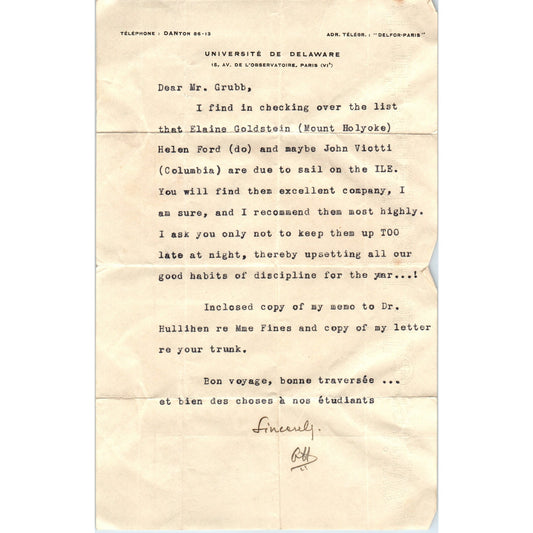 TÉLÉPHONE : DANTON 86-13 ADR. TÉLÉGR. : "DELFOR-PARIS"
UNIVERSITÉ DE DELAWARE
15, AV. DE L'OBSERVATOIRE, PARIS (VIe)
Dear Mr. Grubb,
I find in checking over the list
that Elaine Goldstein (Mount Holyoke)
Helen Ford (do) and maybe John Viotti
(Columbia) are due to sail on the ILE.
You will find them excellent company, I
am sure, and I recommend them most highly.
I ask you only not to keep them up TOO
late at night, thereby upsetting all our
good habits of discipline for the year...!
Inclosed copy of my memo to Dr.
Hullihen re Mme Fines and copy of my letter
re your trunk.
Bon voyage, bonne traversée ...
et bien des choses à nos étudiants
Sincerely.